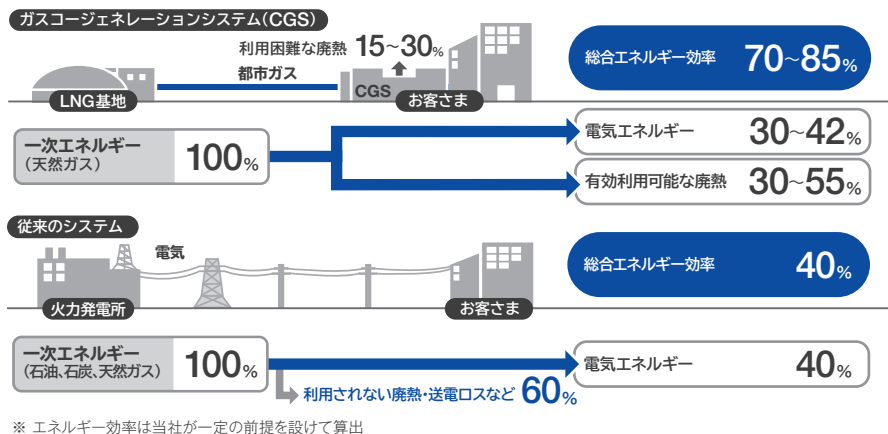 ガスコージェネレーションシステム(CGS)
利用困難な廃熱 15~30%
都市ガス
CGS
LNG基地
お客さま
総合エネルギー効率 70~85%
一次エネルギー
(天然ガス)
100%
電気エネルギー 30~42%
有効利用可能な廃熱 30~55%
従来のシステム
電気
火力発電所
お客さま
総合エネルギー効率 40%
一次エネルギー
(石油、石炭、天然ガス)
100%
電気エネルギー 40%
利用されない廃熱・送電ロスなど 60%
※ エネルギー効率は当社が一定の前提を設けて算出